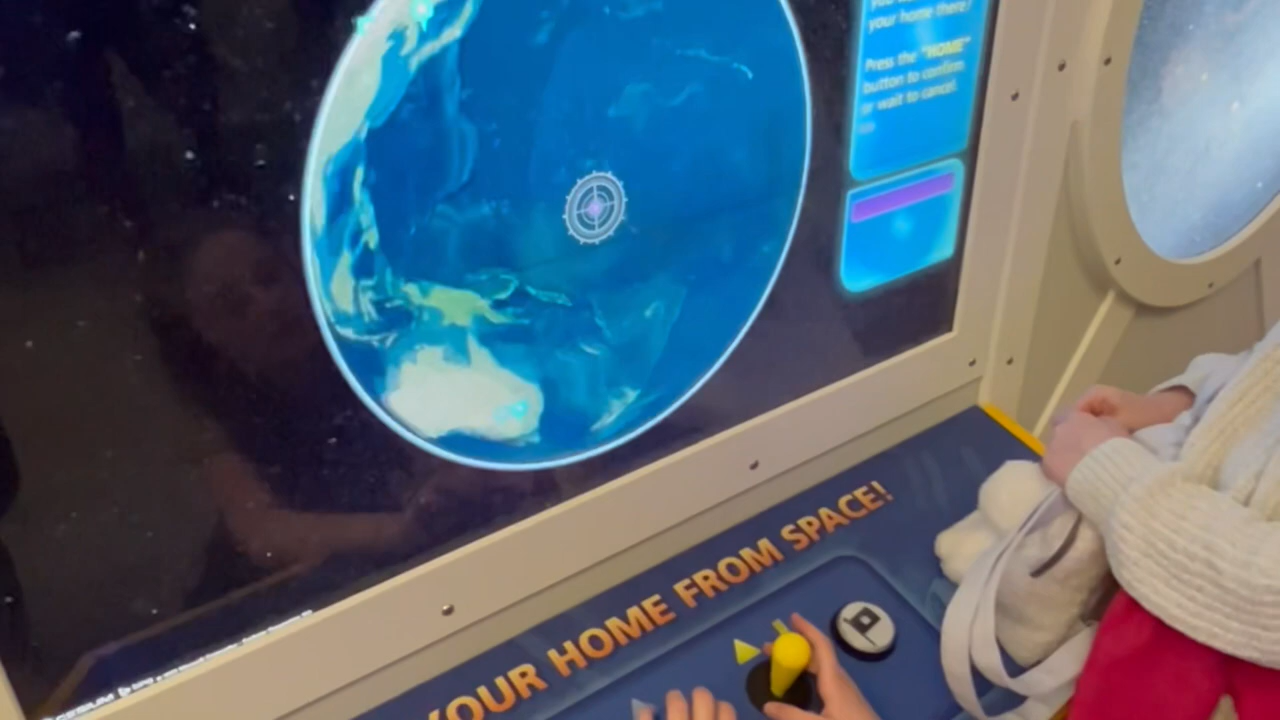 your home there!
Press the "HOME"
button to confirm
or wait to cancel.
YOUR HOME FROM SPACE!